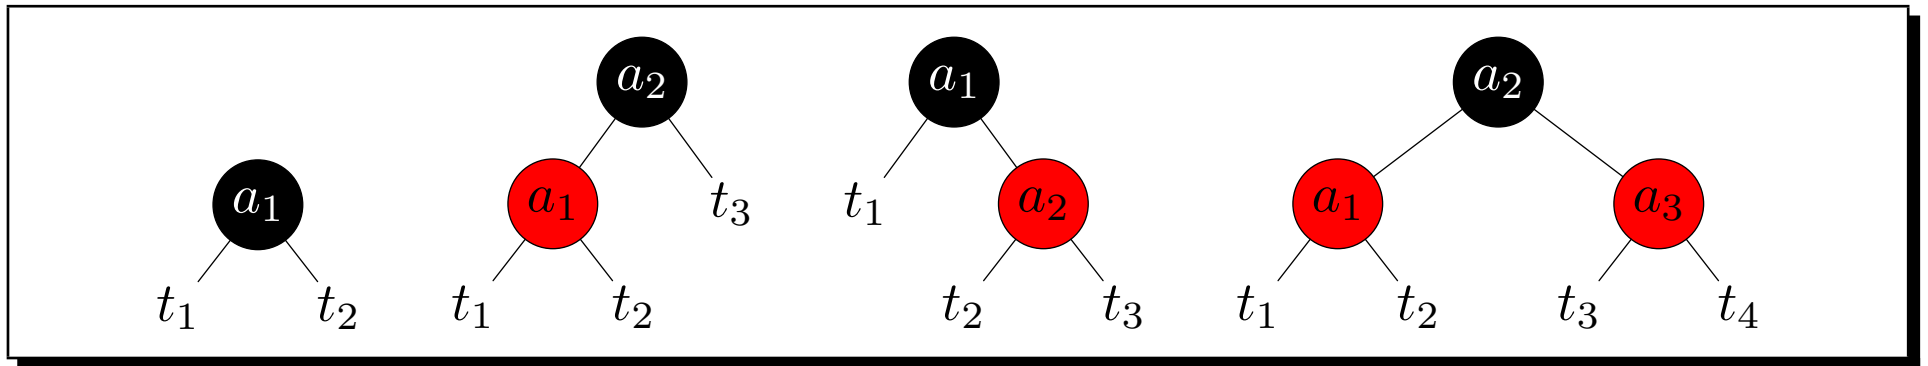 a₂ a₁ a₂
a₁ a₁ t₃ t₁ a₂ a₁ a₃
t₁ t₂ t₁ t₂ t₂ t₃ t₁ t₂ t₃ t₄